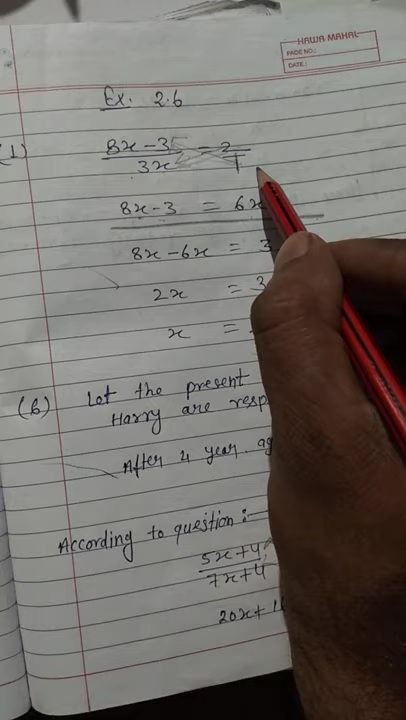 HAWA MAHAL
PAGE NO.:
DATE:
Ex. 2.6
(1) 8x-3/3x = 2/1
8x-3 = 6x
8x-6x = 3
2x = 3
x =
(6) Let the present
Harry are resp
After 4 year. ag
According to question:-
5x+4/7x+4
20x+1